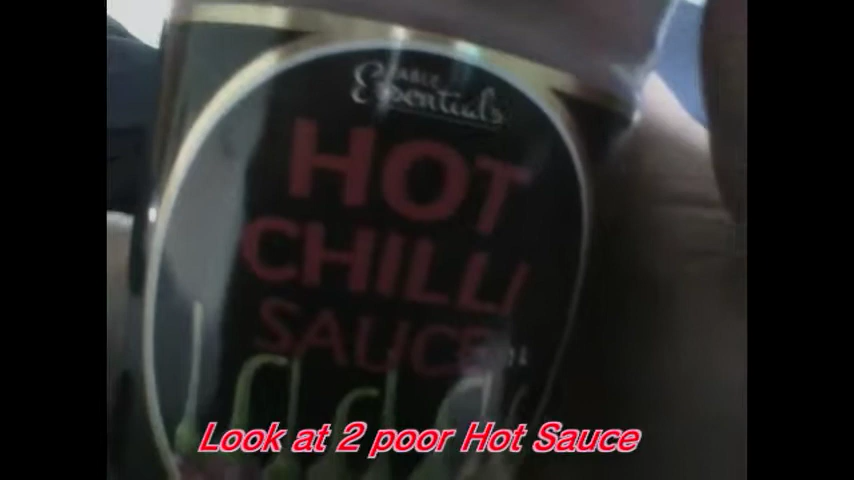 Essentials
HOT
CHILLI
SAUCE
Look at 2 poor Hot Sauce